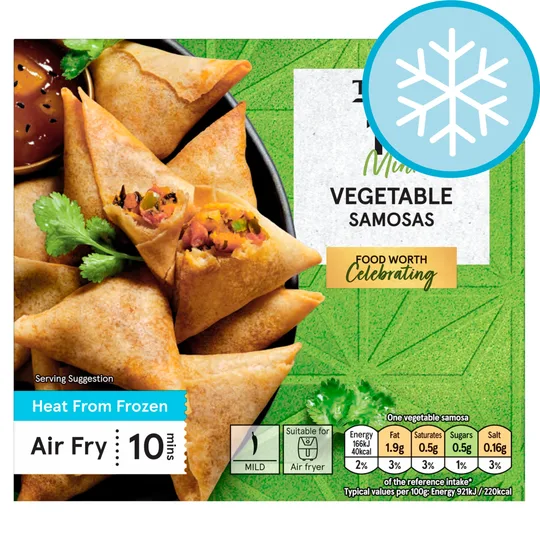 VEGETABLE
SAMOSAS
FOOD WORTH
Celebrating
Serving Suggestion
Heat From Frozen
Air Fry 10 mins
MILD
Suitable for
Air fryer
One vegetable samosa
Energy 166kJ 40kcal 2%
Fat 1.9g 3%
Saturates 0.5g 3%
Sugars 0.5g 1%
Salt 0.16g 3%
of the reference intake*
Typical values per 100g: Energy 921kJ / 220kcal